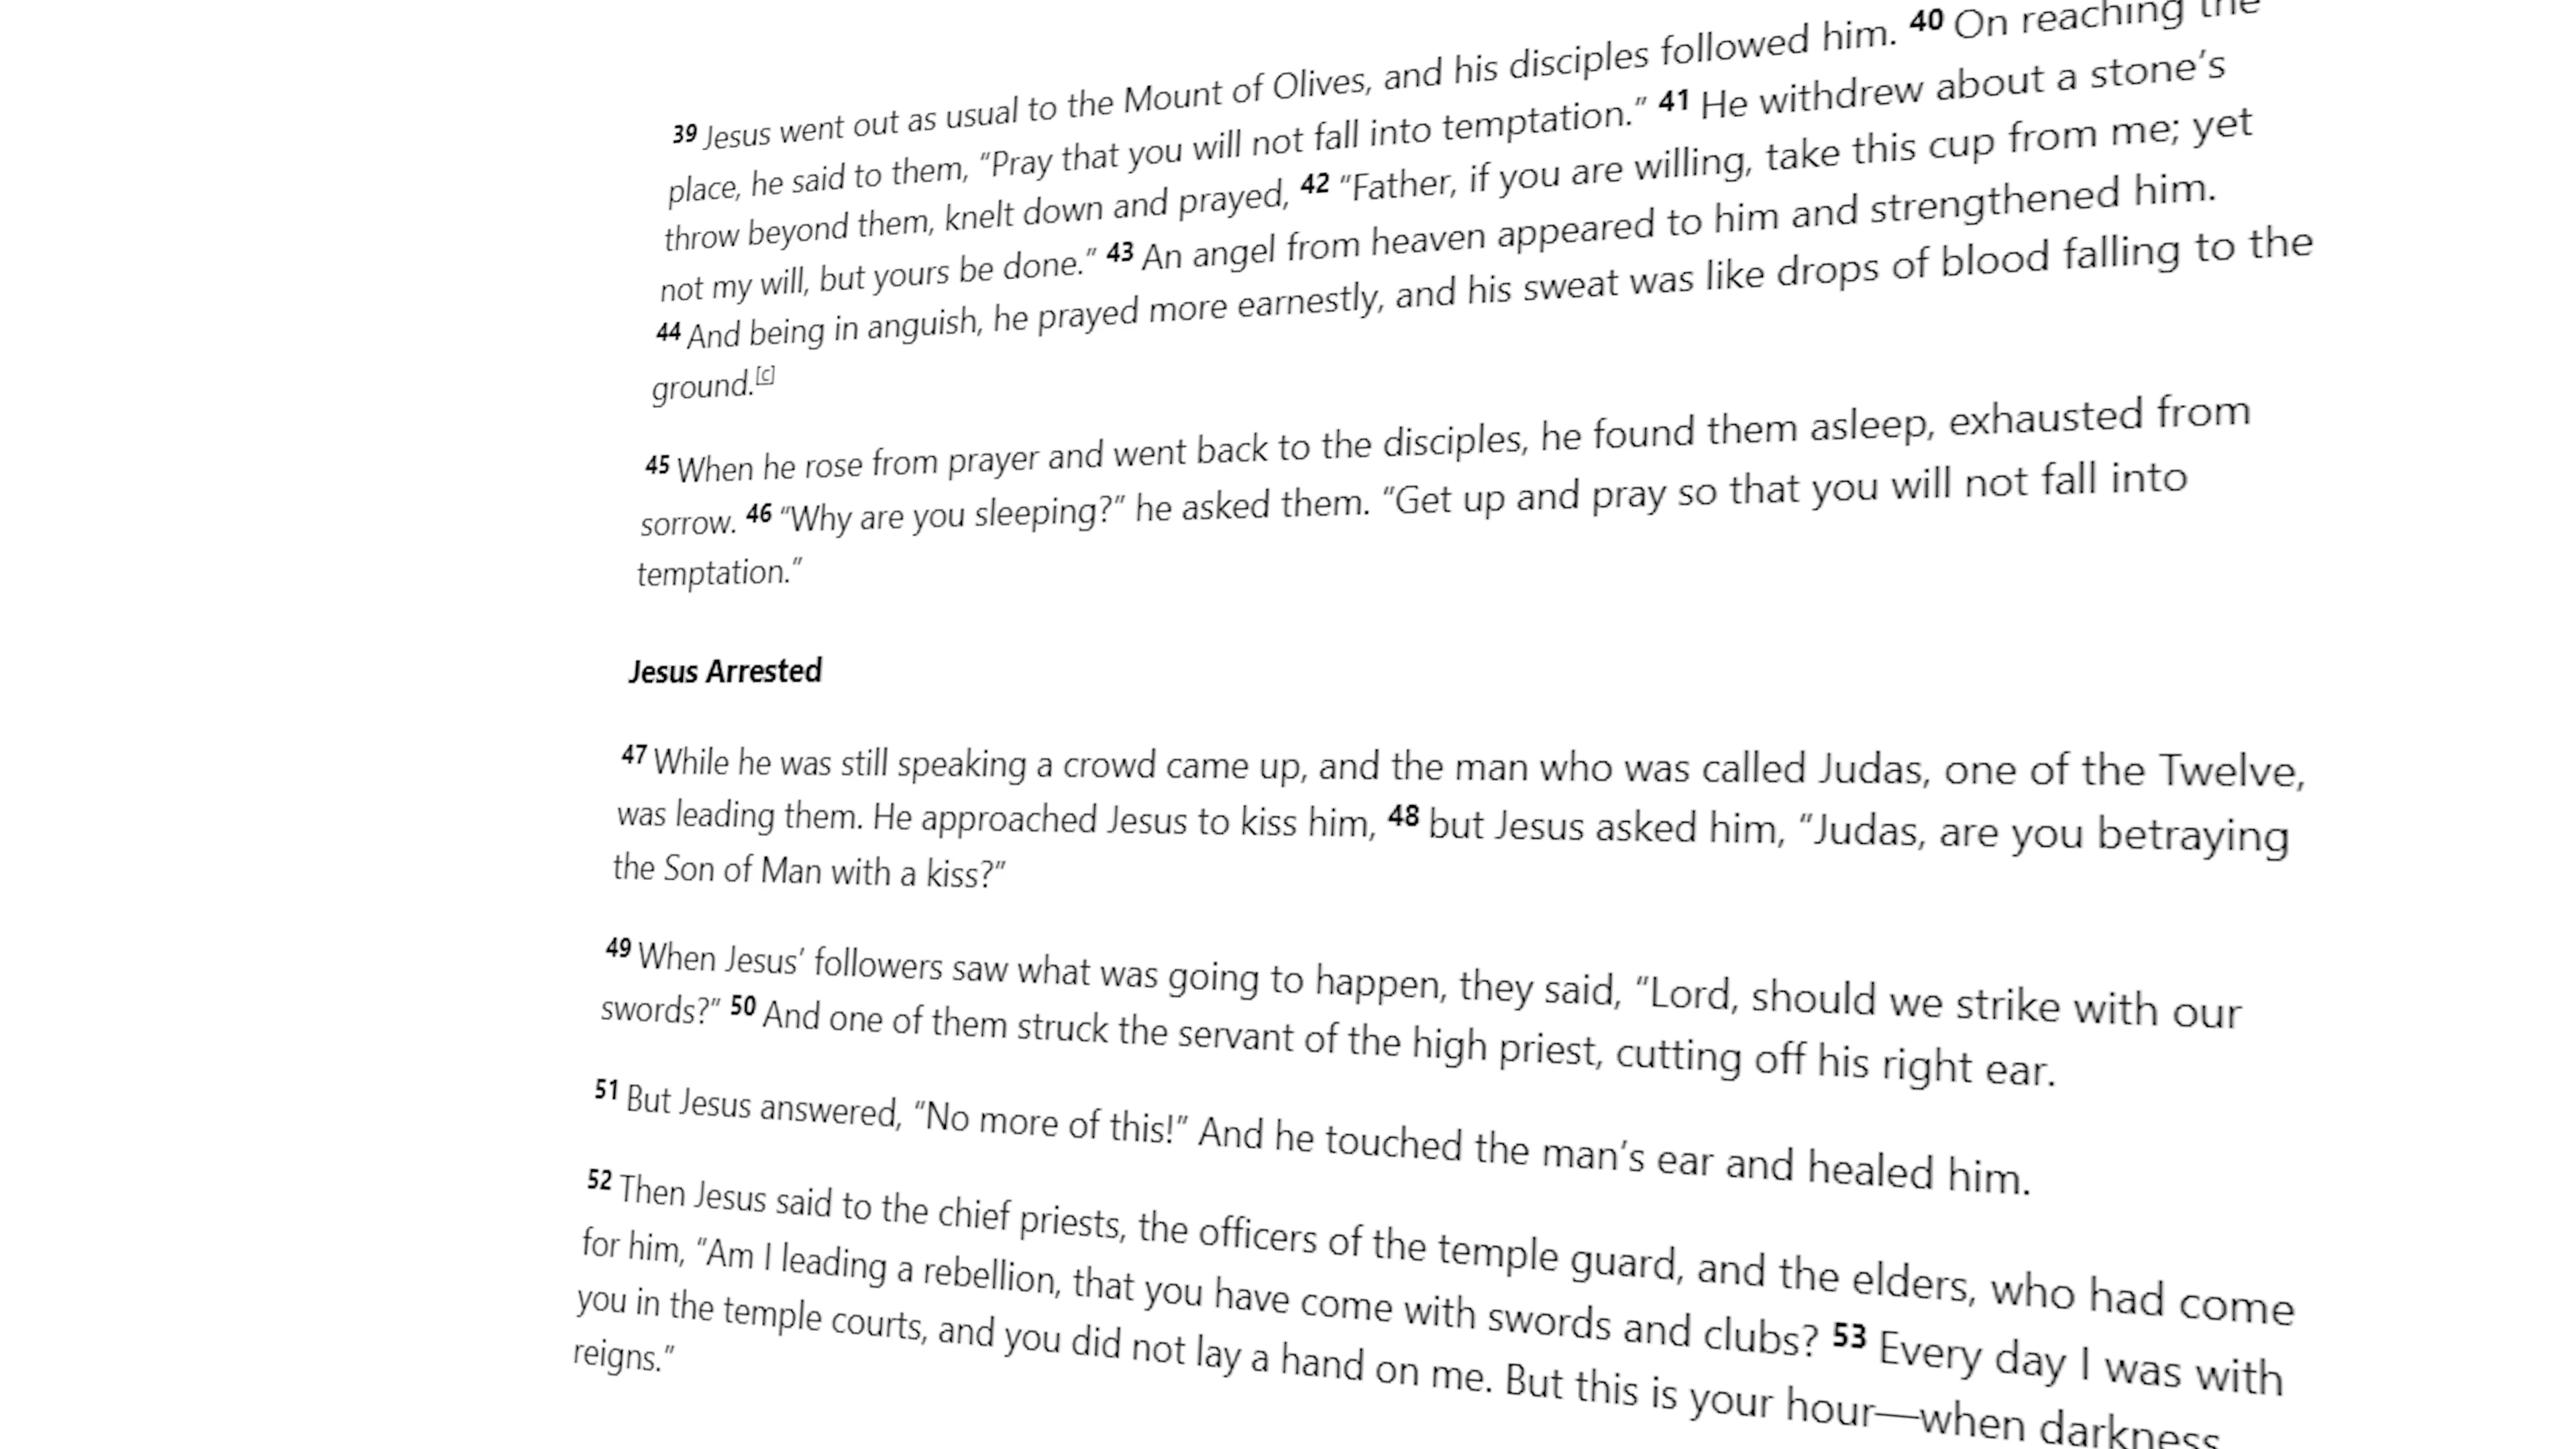 39 Jesus went out as usual to the Mount of Olives, and his disciples followed him. 40 On reaching the
place, he said to them, “Pray that you will not fall into temptation.” 41 He withdrew about a stone’s
throw beyond them, knelt down and prayed, 42 “Father, if you are willing, take this cup from me; yet
not my will, but yours be done.” 43 An angel from heaven appeared to him and strengthened him.
44 And being in anguish, he prayed more earnestly, and his sweat was like drops of blood falling to the
ground.[c]
45 When he rose from prayer and went back to the disciples, he found them asleep, exhausted from
sorrow. 46 “Why are you sleeping?” he asked them. “Get up and pray so that you will not fall into
temptation.”
Jesus Arrested
47 While he was still speaking a crowd came up, and the man who was called Judas, one of the Twelve,
was leading them. He approached Jesus to kiss him, 48 but Jesus asked him, “Judas, are you betraying
the Son of Man with a kiss?”
49 When Jesus’ followers saw what was going to happen, they said, “Lord, should we strike with our
swords?” 50 And one of them struck the servant of the high priest, cutting off his right ear.
51 But Jesus answered, “No more of this!” And he touched the man’s ear and healed him.
52 Then Jesus said to the chief priests, the officers of the temple guard, and the elders, who had come
for him, “Am I leading a rebellion, that you have come with swords and clubs? 53 Every day I was with
you in the temple courts, and you did not lay a hand on me. But this is your hour—when darkness
reigns.”